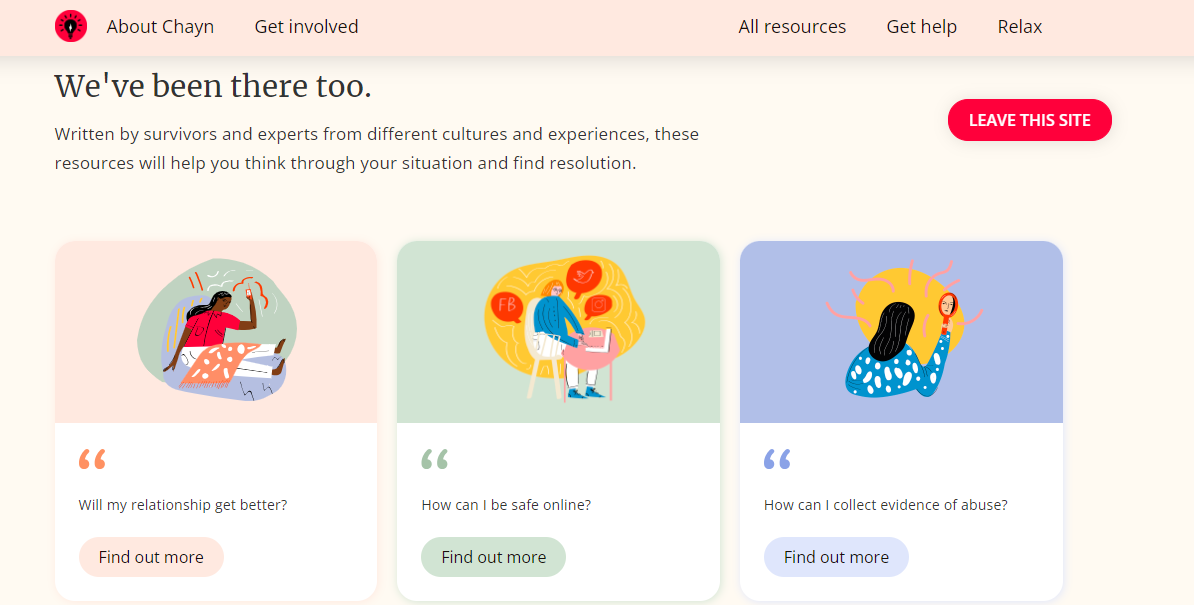 About Chayn
Get involved
All resources
Get help
Relax
We've been there too.
Written by survivors and experts from different cultures and experiences, these
resources will help you think through your situation and find resolution.
LEAVE THIS SITE
FB
“
Will my relationship get better?
Find out more
“
How can I be safe online?
Find out more
“
How can I collect evidence of abuse?
Find out more